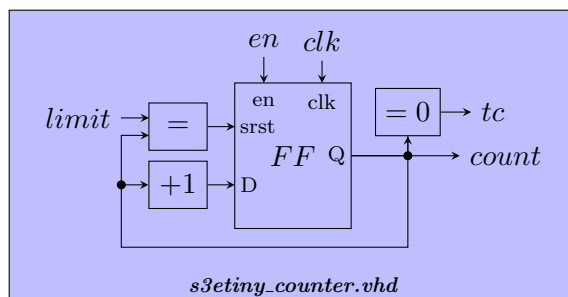 en clk
en clk
limit = srst = 0 tc
FF Q count
+1 D
s3etiny_counter.vhd